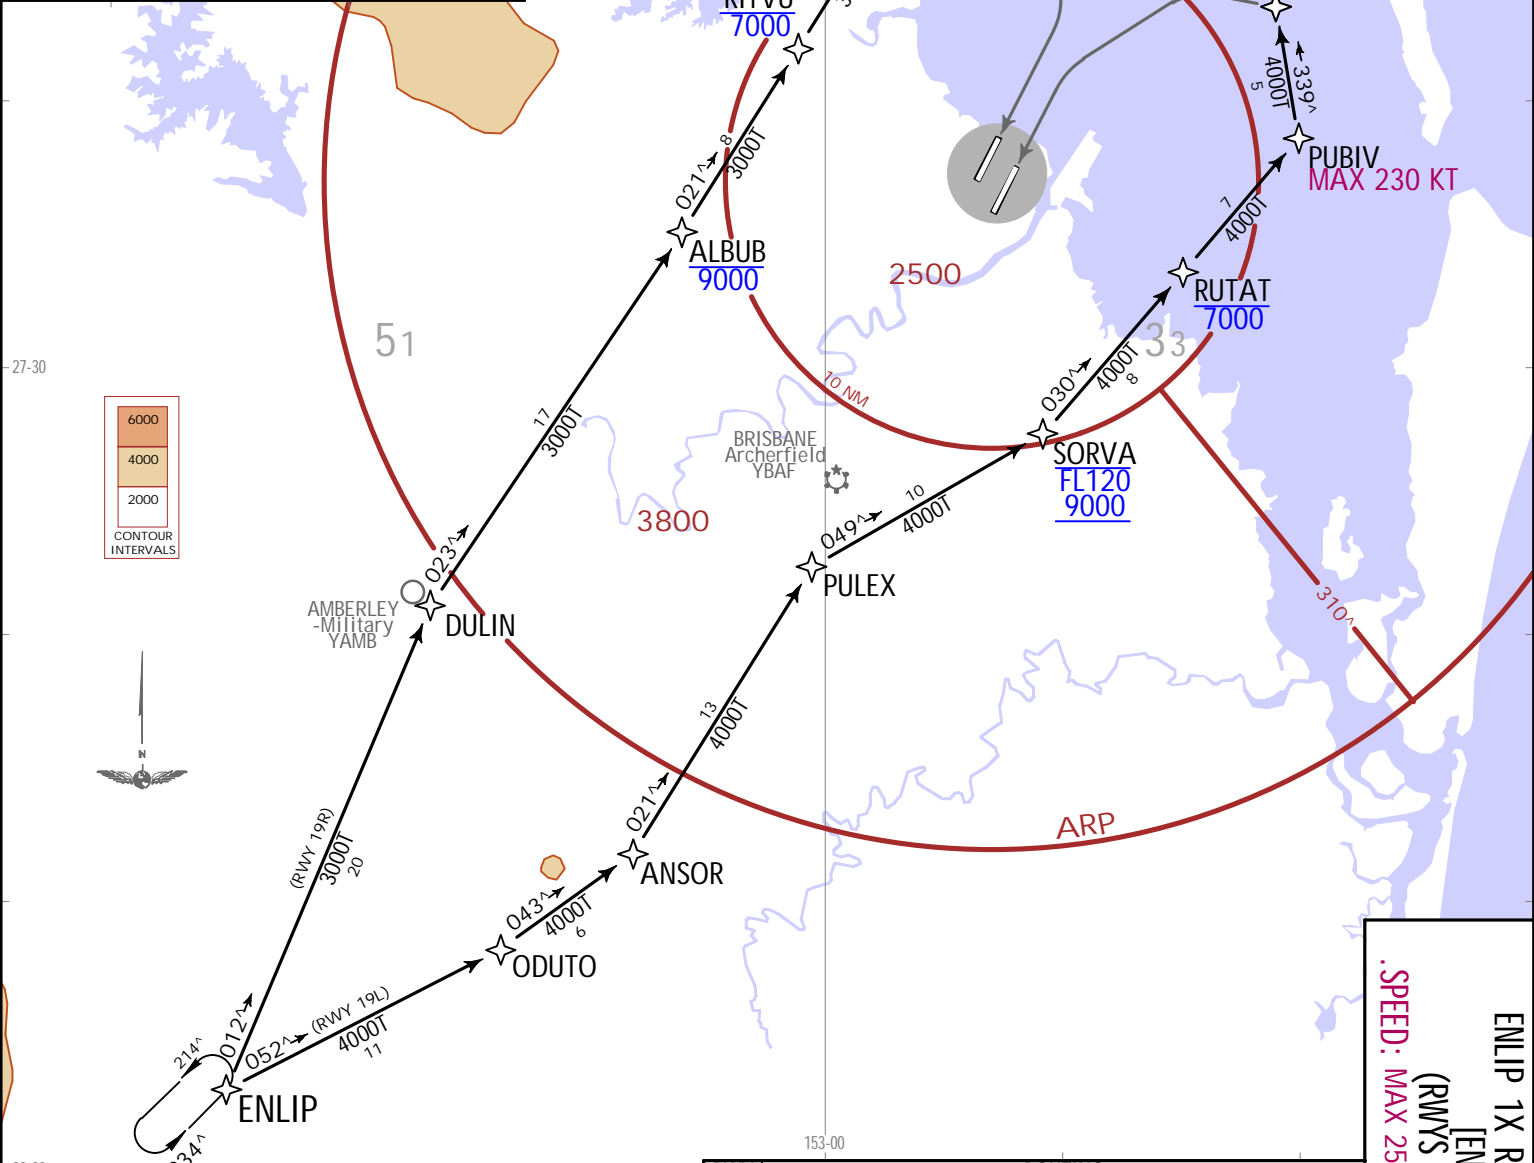 7000
339^
4000T
5
PUBIV
MAX 230 KT
021^
8
3000T
7
4000T
ALBUB
9000
2500
RUTAT
7000
51
33
27-30
030^
4000T
8
10 NM
6000
4000
2000
CONTOUR
INTERVALS
17
3000T
BRISBANE
Archerfield
YBAF
SORVA
FL120
9000
3800
10
4000T
049^
023^
PULEX
AMBERLEY
-Military
YAMB
DULIN
310^
13
4000T
N
021^
ARP
(RWY 19R)
3000T
20
ANSOR
043^
4000T
6
ODUTO
012^
052^
(RWY 19L)
4000T
11
214^
ENLIP
34^
153-00
ENLIP 1X R
[EN
(RWYS
.SPEED: MAX 25